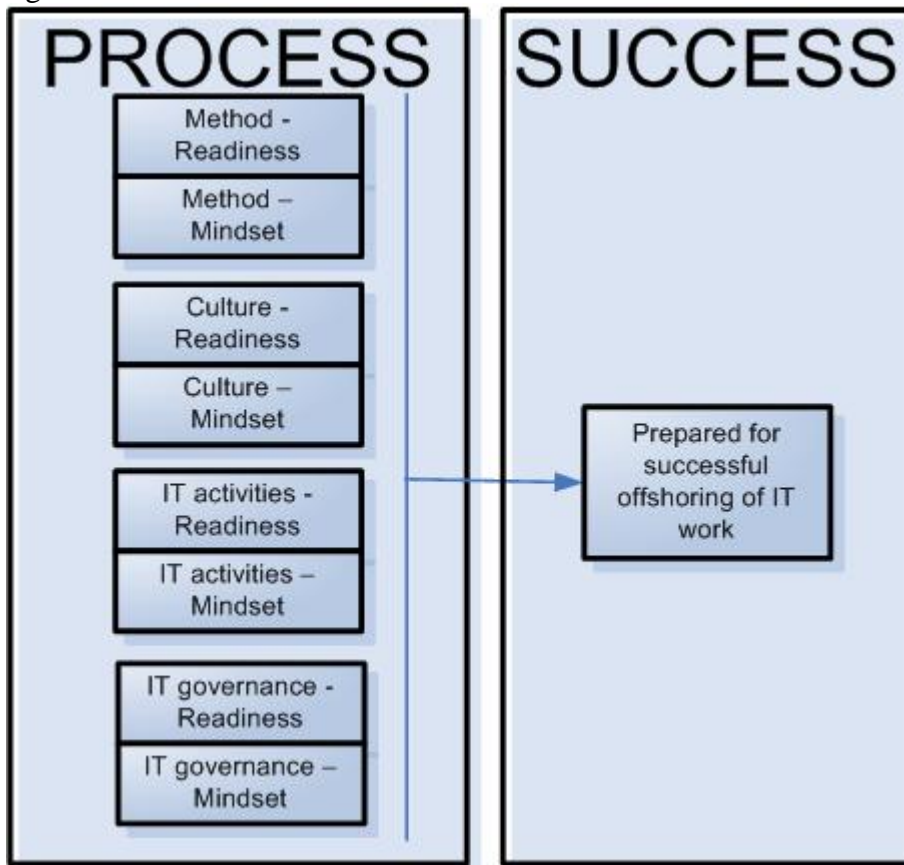 PROCESS
Method -
Readiness
Method –
Mindset
Culture -
Readiness
Culture –
Mindset
IT activities -
Readiness
IT activities –
Mindset
IT governance -
Readiness
IT governance –
Mindset
SUCCESS
Prepared for
successful
offshoring of IT
work